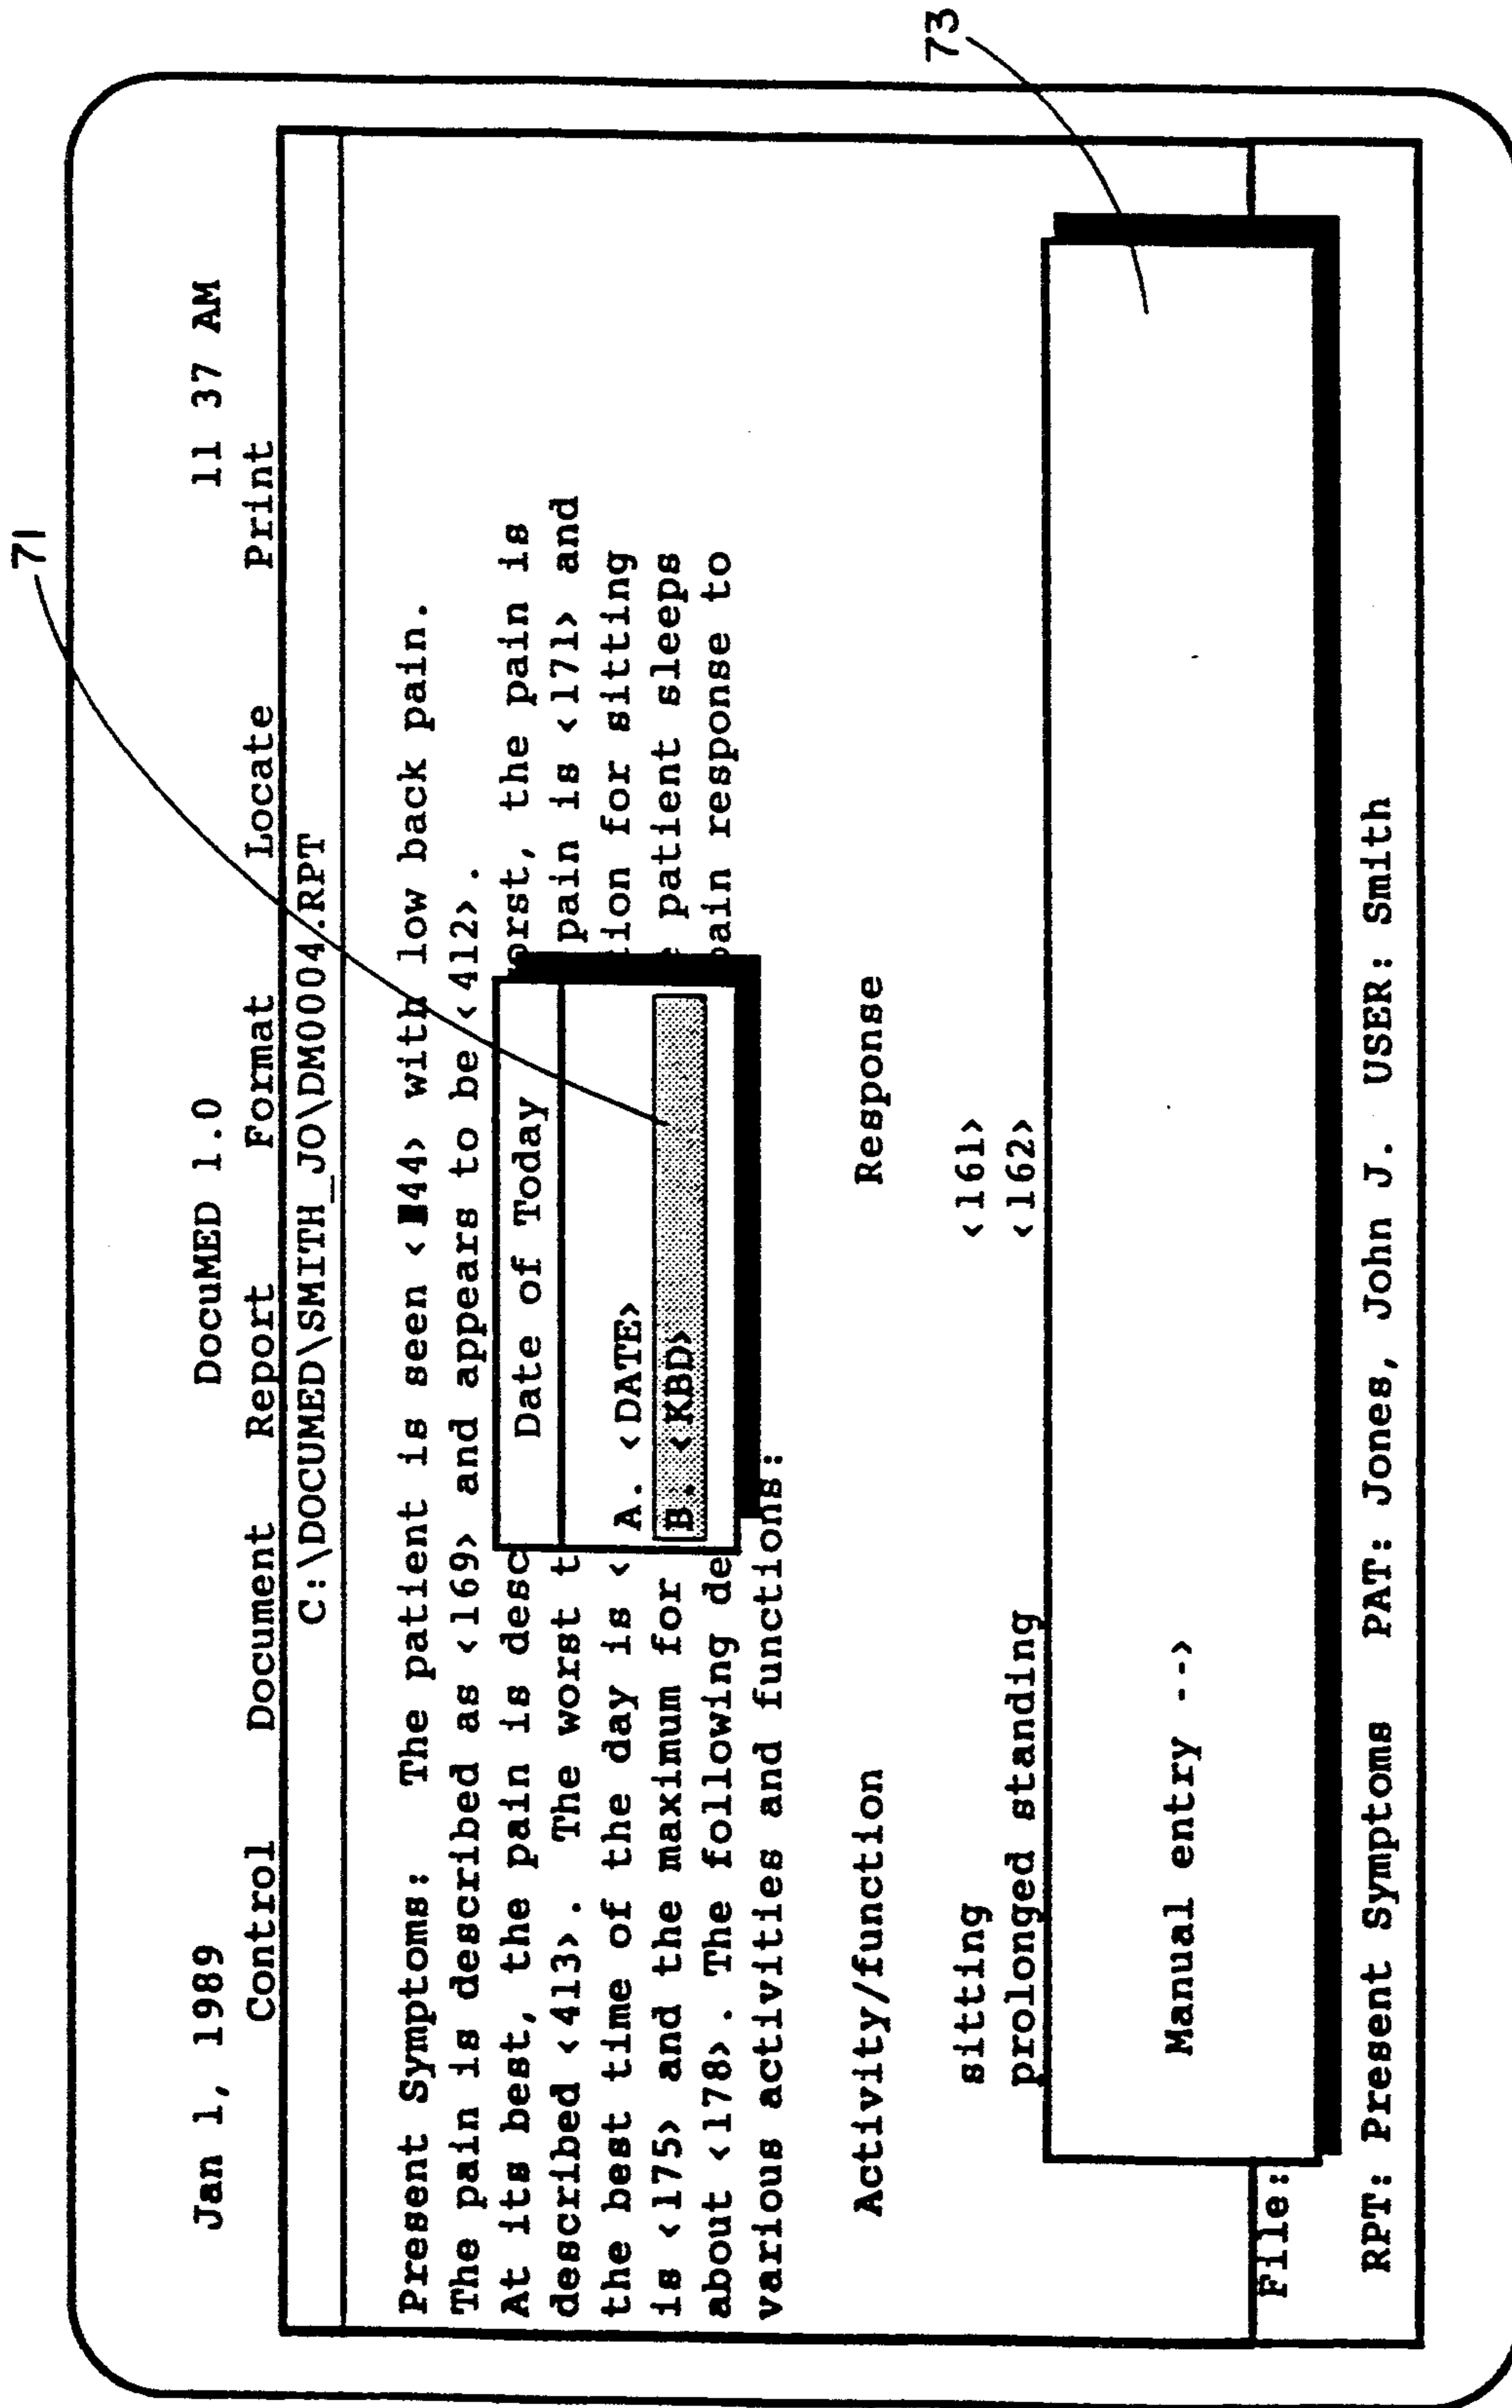 71
73
Jan 1, 1989 DocuMED 1.0 11 37 AM
Control Document Report Format Locate Print
C:\DOCUMED\SMITH_JO\DM0004.RPT
Present Symptoms: The patient is seen <█44> with low back pain.
The pain is described as <169> and appears to be <412>.
At its best, the pain is desc orst, the pain is
described <413>. The worst t pain is <171> and
the best time of the day is < ion for sitting
is <175> and the maximum for patient sleeps
about <178>. The following de ain response to
various activities and functions:
Date of Today
A. <DATE>
B. <KBD>
Activity/function Response
sitting <161>
prolonged standing <162>
Manual entry -->
File:
RPT: Present Symptoms PAT: Jones, John J. USER: Smith